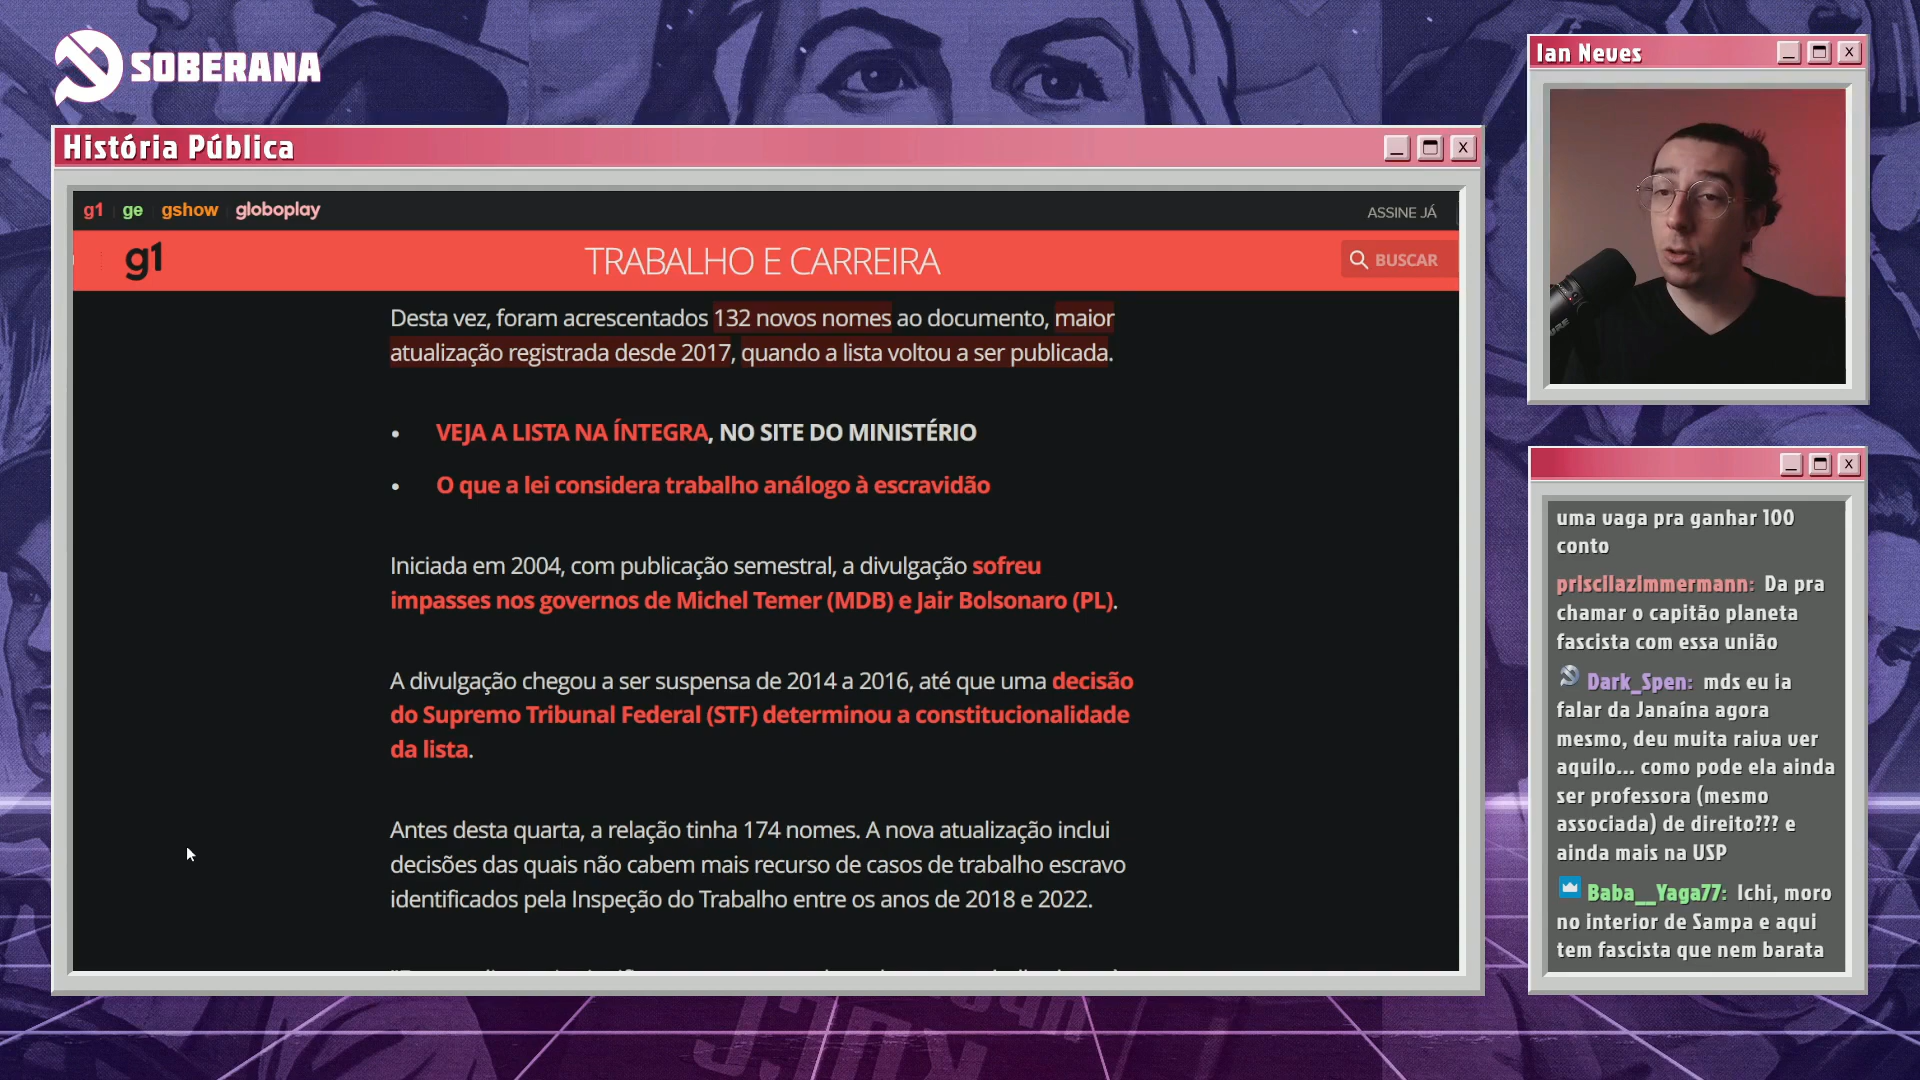 SOBERANA
História Pública
g1 ge gshow globoplay
ASSINE JÁ
g1
TRABALHO E CARREIRA
BUSCAR
Desta vez, foram acrescentados 132 novos nomes ao documento, maior
atualização registrada desde 2017, quando a lista voltou a ser publicada.
• VEJA A LISTA NA ÍNTEGRA, NO SITE DO MINISTÉRIO
• O que a lei considera trabalho análogo à escravidão
Iniciada em 2004, com publicação semestral, a divulgação sofreu
impasses nos governos de Michel Temer (MDB) e Jair Bolsonaro (PL).
A divulgação chegou a ser suspensa de 2014 a 2016, até que uma decisão
do Supremo Tribunal Federal (STF) determinou a constitucionalidade
da lista.
Antes desta quarta, a relação tinha 174 nomes. A nova atualização inclui
decisões das quais não cabem mais recurso de casos de trabalho escravo
identificados pela Inspeção do Trabalho entre os anos de 2018 e 2022.
Ian Neves
uma vaga pra ganhar 100
conto
priscilazimmermann: Da pra
chamar o capitão planeta
fascista com essa união
Dark_Spen: mds eu ia
falar da Janaína agora
mesmo, deu muita raiva ver
aquilo... como pode ela ainda
ser professora (mesmo
associada) de direito??? e
ainda mais na USP
Baba__Yaga77: Ichi, moro
no interior de Sampa e aqui
tem fascista que nem barata